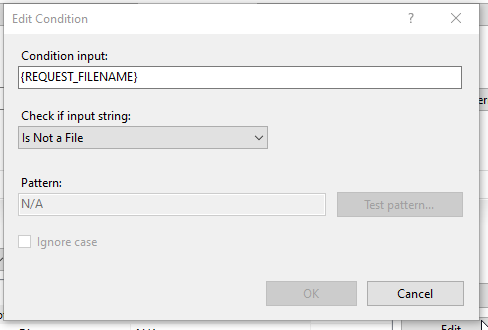 Edit Condition
?
Condition input:
{REQUEST_FILENAME}
Check if input string:
Is Not a File
Pattern:
N/A
Test pattern...
Ignore case
OK
Cancel
Edit